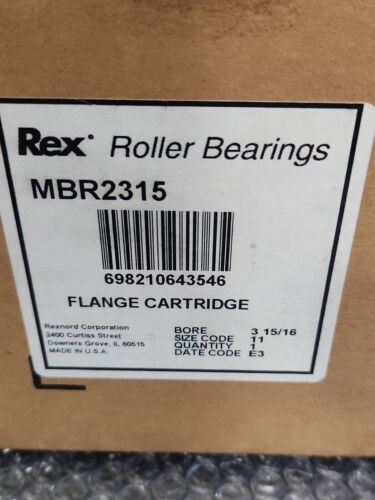 Rex® Roller Bearings
MBR2315
698210643546
FLANGE CARTRIDGE
Rexnord Corporation
2400 Curtiss Street
Downers Grove, IL 60515
MADE IN U.S.A.
BORE 3 15/16
SIZE CODE 11
QUANTITY 1
DATE CODE E3